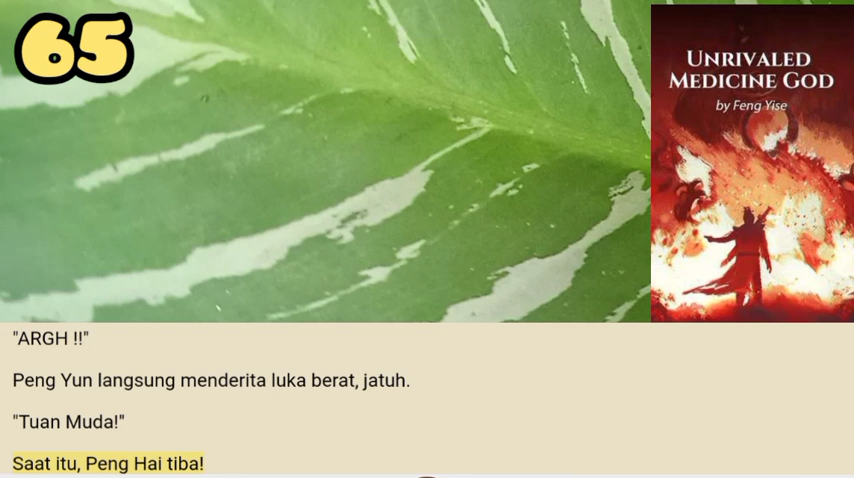 65
UNRIVALED
MEDICINE GOD
by Feng Yise
"ARGH !!"
Peng Yun langsung menderita luka berat, jatuh.
"Tuan Muda!"
Saat itu, Peng Hai tiba!